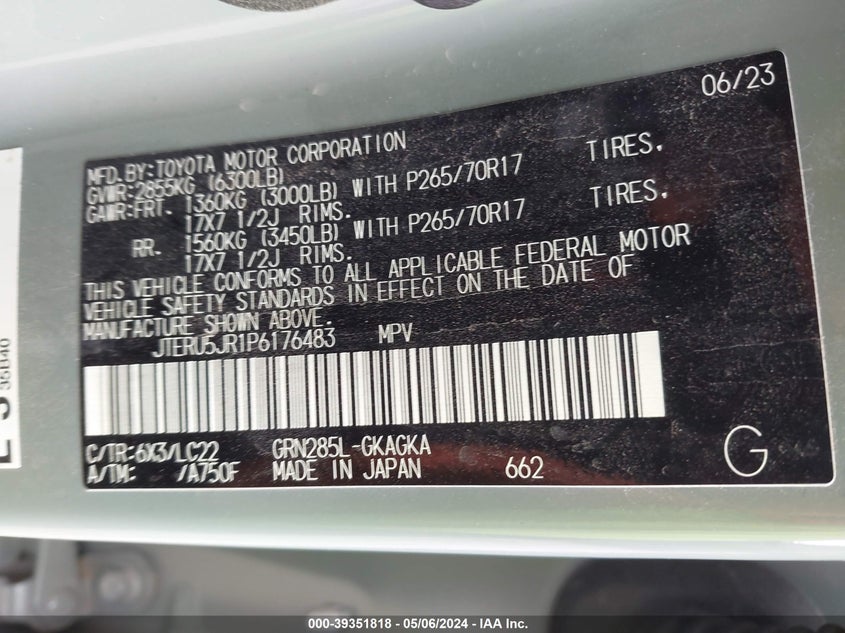 06/23
MFD.BY:TOYOTA MOTOR CORPORATION
GVWR:2855KG (6300LB)
GAWR:FRT. 1360KG (3000LB) WITH P265/70R17 TIRES,
17X7 1/2J RIMS.
RR. 1560KG (3450LB) WITH P265/70R17 TIRES,
17X7 1/2J RIMS.
THIS VEHICLE CONFORMS TO ALL APPLICABLE FEDERAL MOTOR
VEHICLE SAFETY STANDARDS IN EFFECT ON THE DATE OF
MANUFACTURE SHOWN ABOVE.
JTERU5JR1P6176483 MPV
C/TR:6X3/LC22 GRN285L-GKAGKA
A/TM: /A750F MADE IN JAPAN 662
G
35B40
000-39351818 - 05/06/2024 - IAA Inc.